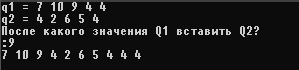 q1 = 7 10 9 4 4
q2 = 4 2 6 5 4
После какого значения Q1 вставить Q2?
:9
7 10 9 4 2 6 5 4 4 4